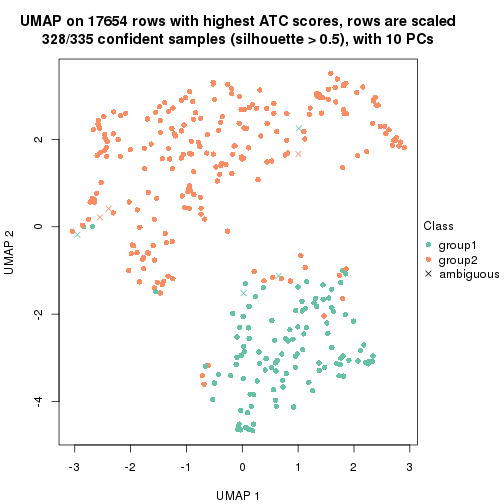 UMAP on 17654 rows with highest ATC scores, rows are scaled
328/335 confident samples (silhouette > 0.5), with 10 PCs
UMAP 2
2
0
-2
-4
-3 -2 -1 0 1 2 3
UMAP 1
Class
group1
group2
ambiguous